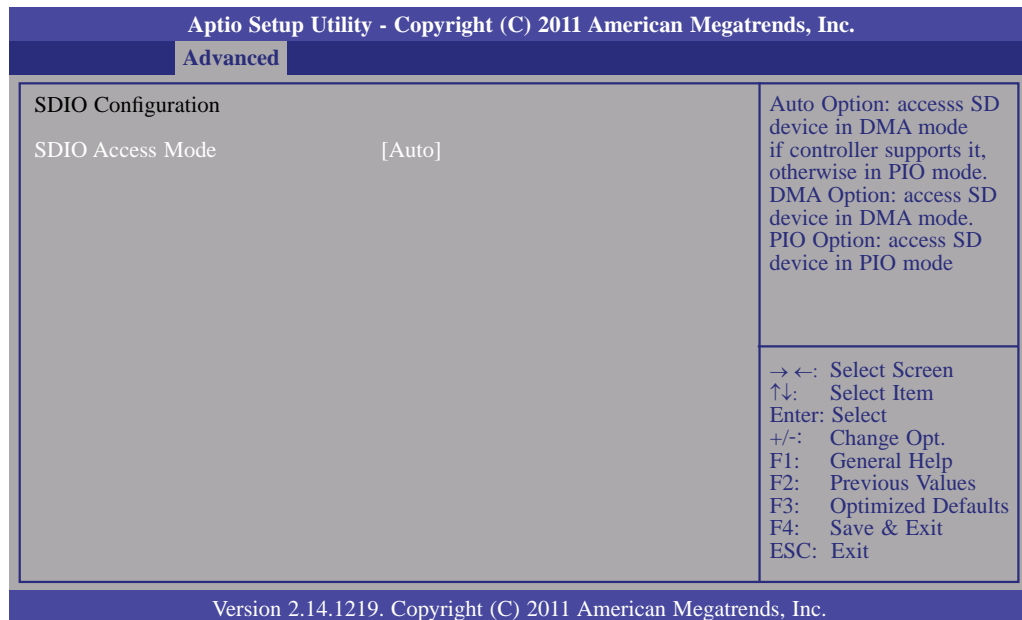 Aptio Setup Utility - Copyright (C) 2011 American Megatrends, Inc.
Advanced
SDIO Configuration
SDIO Access Mode [Auto]
Auto Option: accesss SD
device in DMA mode
if controller supports it,
otherwise in PIO mode.
DMA Option: access SD
device in DMA mode.
PIO Option: access SD
device in PIO mode
→ ←: Select Screen
↑↓: Select Item
Enter: Select
+/-: Change Opt.
F1: General Help
F2: Previous Values
F3: Optimized Defaults
F4: Save & Exit
ESC: Exit
Version 2.14.1219. Copyright (C) 2011 American Megatrends, Inc.